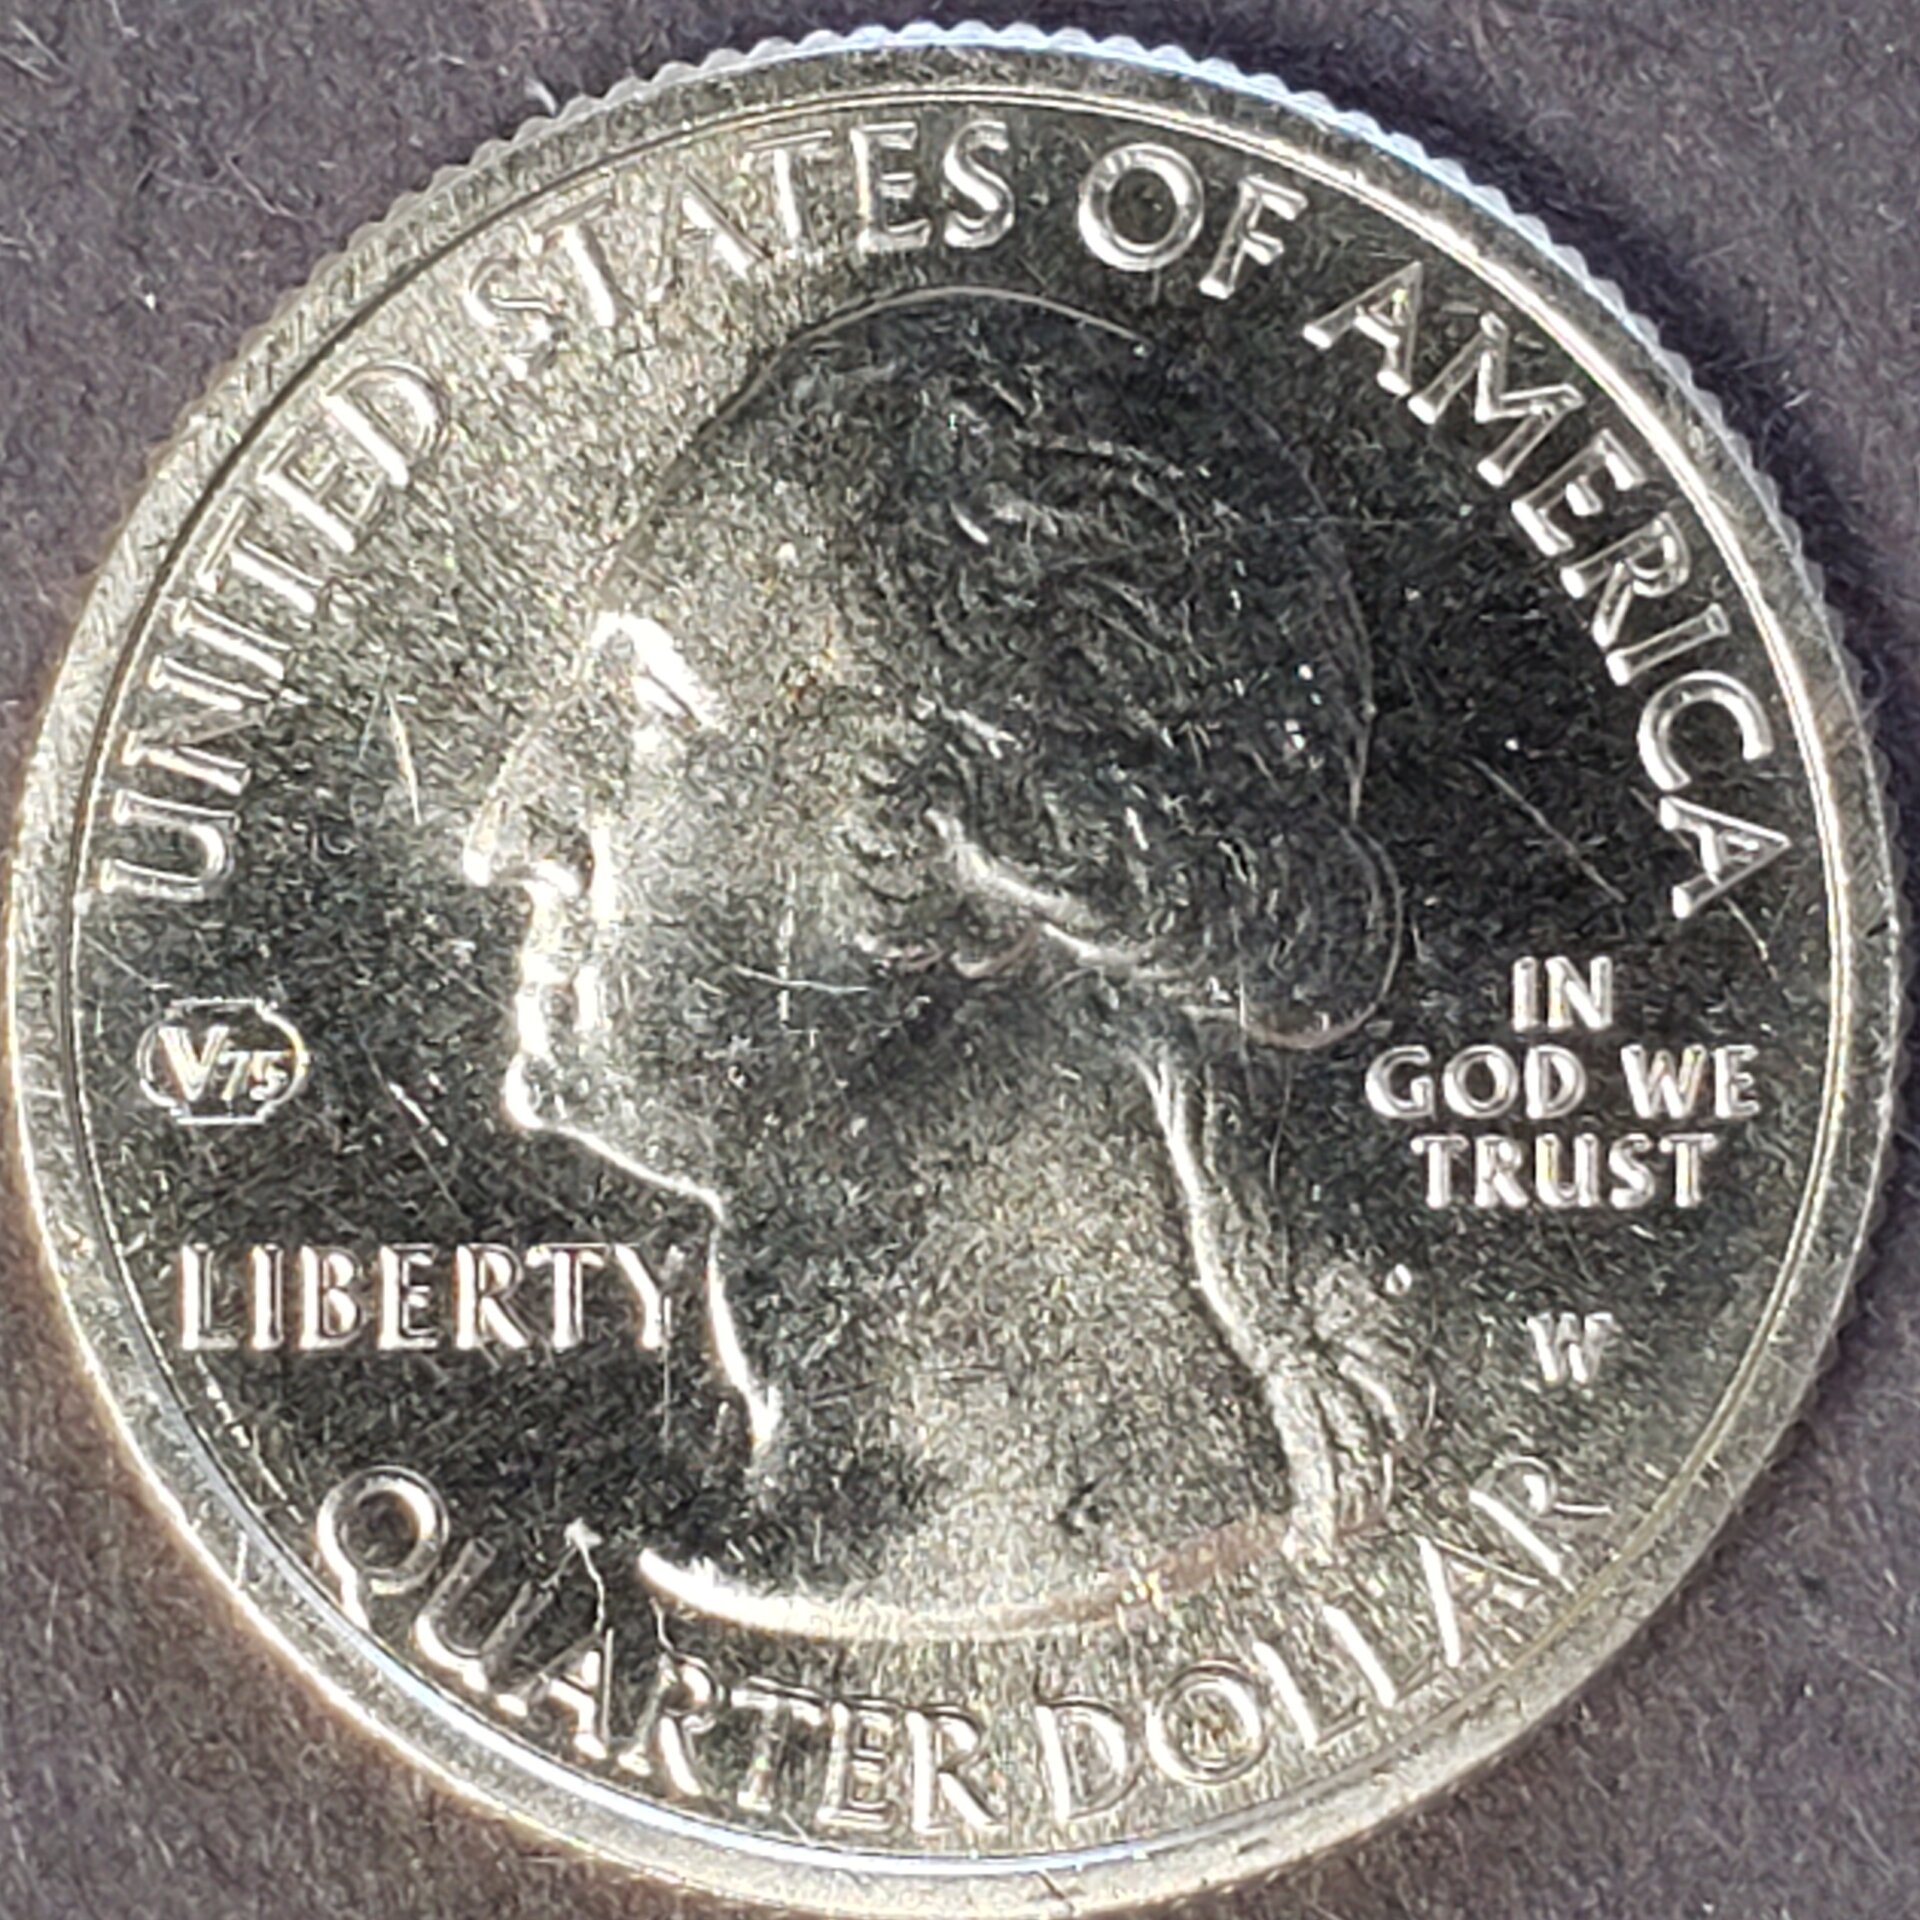 UNITED STATES OF AMERICA
V75
IN
GOD WE
TRUST
LIBERTY
W
QUARTER DOLLAR